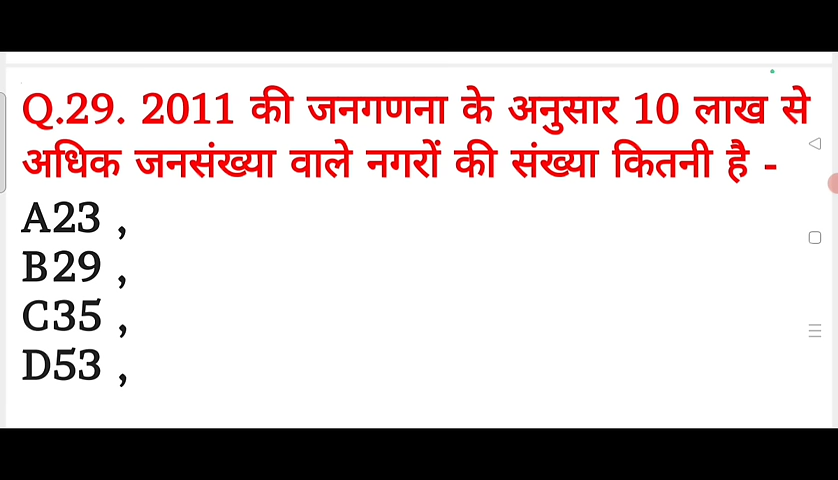 Q.29. 2011 की जनगणना के अनुसार 10 लाख से
अधिक जनसंख्या वाले नगरों की संख्या कितनी है -
A23 ,
B29 ,
C35 ,
D53 ,